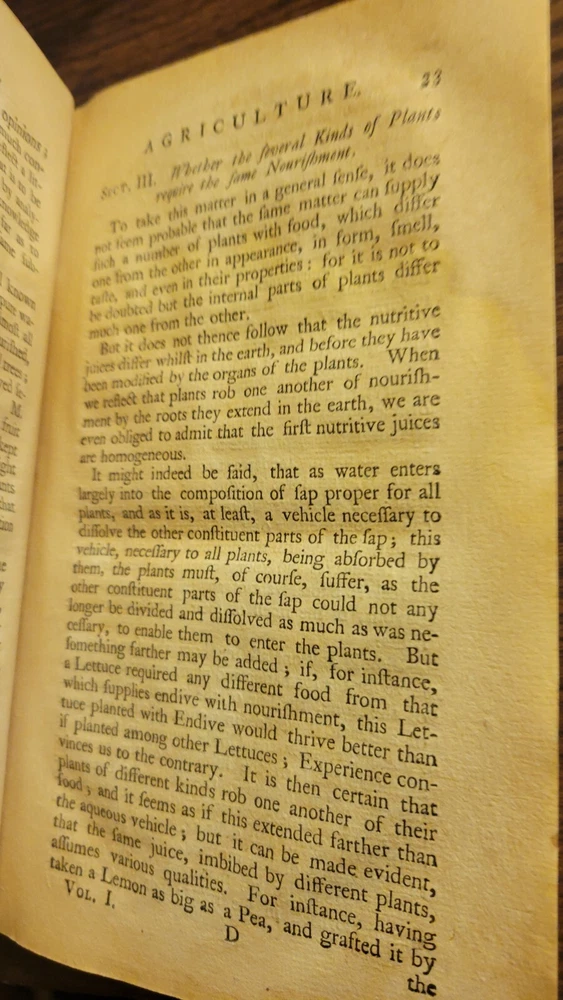 opinions;
much con-
AGRICULTURE. 33
SECT. III. Whether the ſeveral Kinds of Plants
require the ſame Nouriſhment.
To take this matter in a general ſenſe, it does
not ſeem probable that the ſame matter can ſupply
ſuch a number of plants with food, which differ
one from the other in appearance, in form, ſmell,
taſte, and even in their properties: for it is not to
be doubted but the internal parts of plants differ
much one from the other.
But it does not thence follow that the nutritive
juices differ whilſt in the earth, and before they have
been modified by the organs of the plants. When
we reflect that plants rob one another of nouriſh-
ment by the roots they extend in the earth, we are
even obliged to admit that the firſt nutritive juices
are homogeneous.
It might indeed be ſaid, that as water enters
largely into the compoſition of ſap proper for all
plants, and as it is, at leaſt, a vehicle neceſſary to
diſſolve the other conſtituent parts of the ſap; this
vehicle, neceſſary to all plants, being abſorbed by
them, the plants muſt, of courſe, ſuffer, as the
other conſtituent parts of the ſap could not any
longer be divided and diſſolved as much as was ne-
ceſſary, to enable them to enter the plants. But
ſomething farther may be added; if, for inſtance,
a Lettuce required any different food from that
which ſupplies endive with nouriſhment, this Let-
tuce planted with Endive would thrive better than
if planted among other Lettuces; Experience con-
vinces us to the contrary. It is then certain that
plants of different kinds rob one another of their
food; and it ſeems as if this extended farther than
the aqueous vehicle; but it can be made evident,
that the ſame juice, imbibed by different plants,
aſſumes various qualities. For inſtance, having
taken a Lemon as big as a Pea, and grafted it by
VOL. I. D the